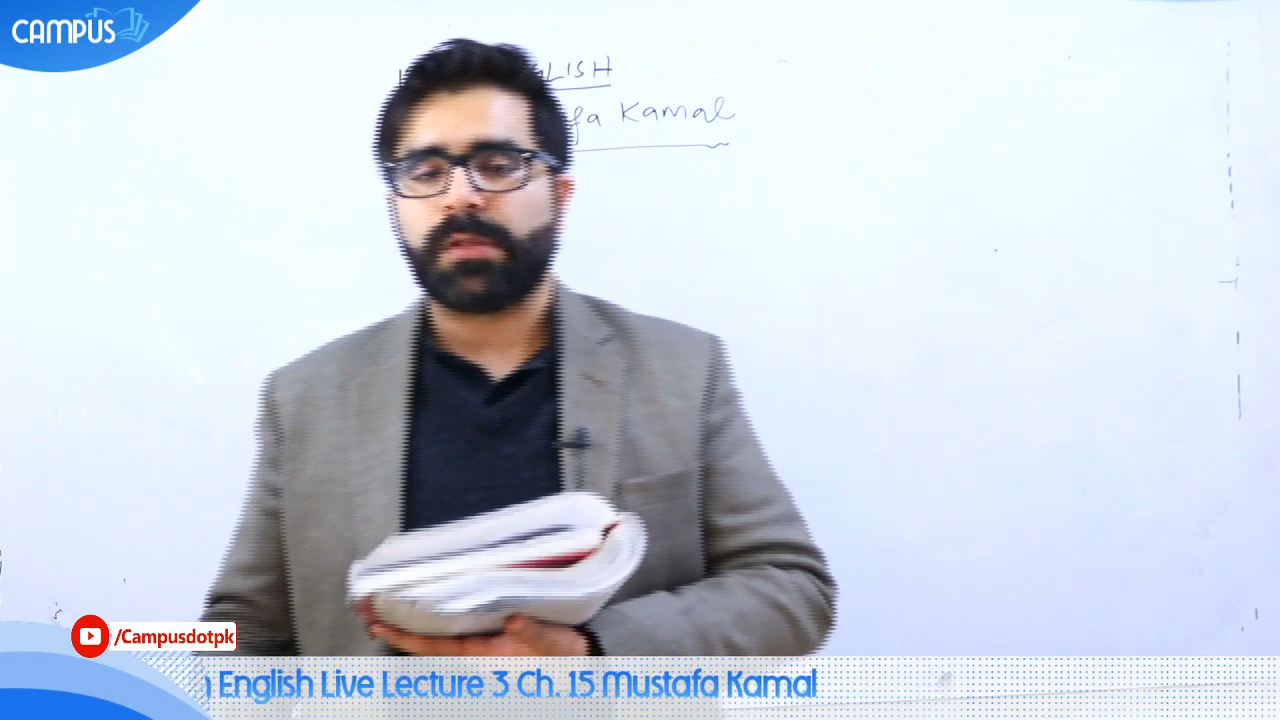 CAMPUS
LISH
fa Kamal
/Campusdotpk
English Live Lecture 3 Ch. 15 Mustafa Kamal